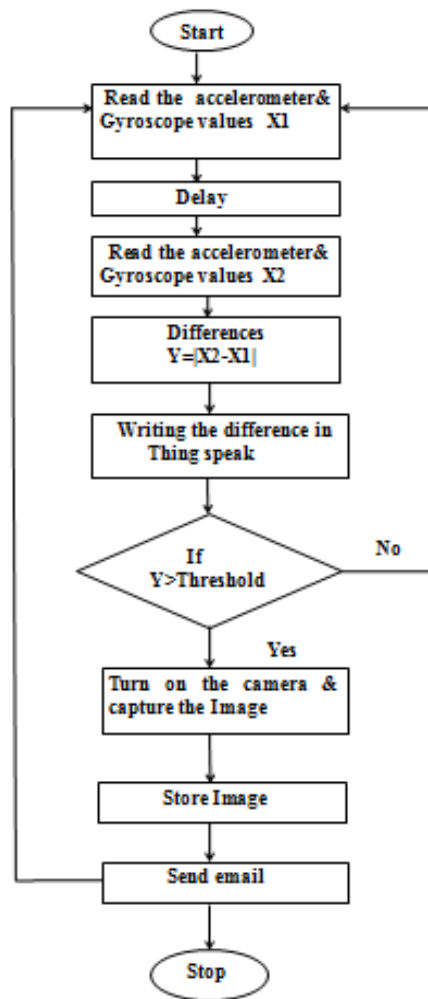 Start
Read the accelerometer&
Gyroscope values X1
Delay
Read the accelerometer&
Gyroscope values X2
Differences
Y=|X2-X1|
Writing the difference in
Thing speak
If
Y>Threshold
No
Yes
Turn on the camera &
capture the Image
Store Image
Send email
Stop